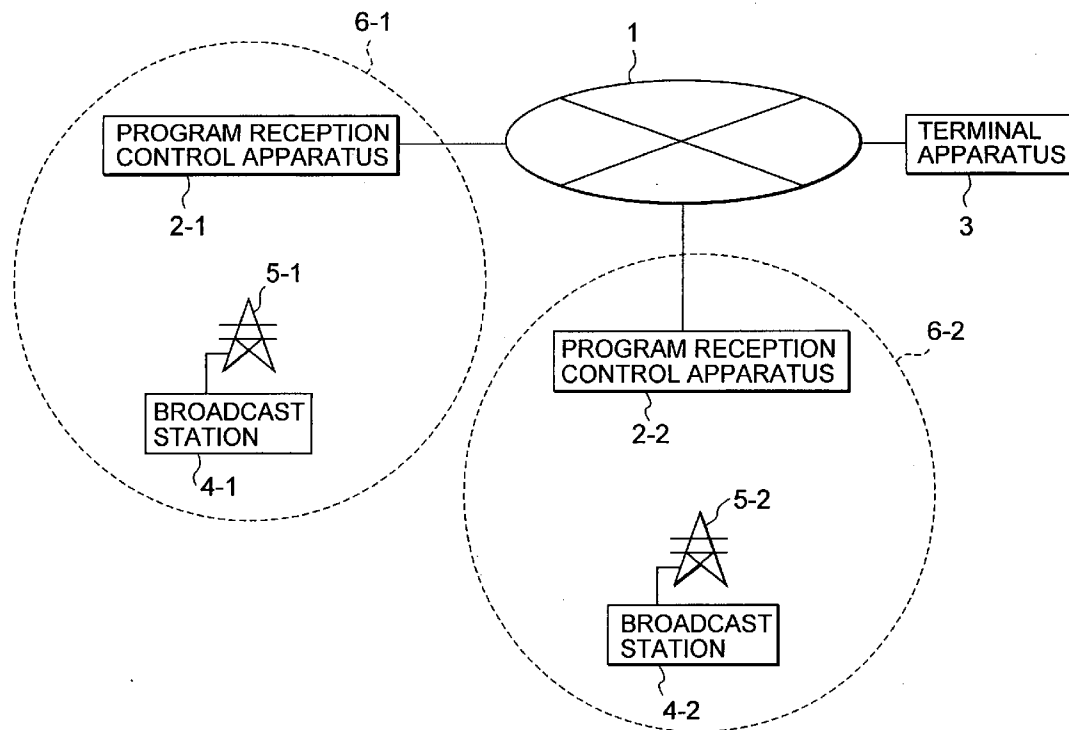 6-1
1
PROGRAM RECEPTION
CONTROL APPARATUS
2-1
TERMINAL
APPARATUS
3
5-1
BROADCAST
STATION
4-1
6-2
PROGRAM RECEPTION
CONTROL APPARATUS
2-2
5-2
BROADCAST
STATION
4-2